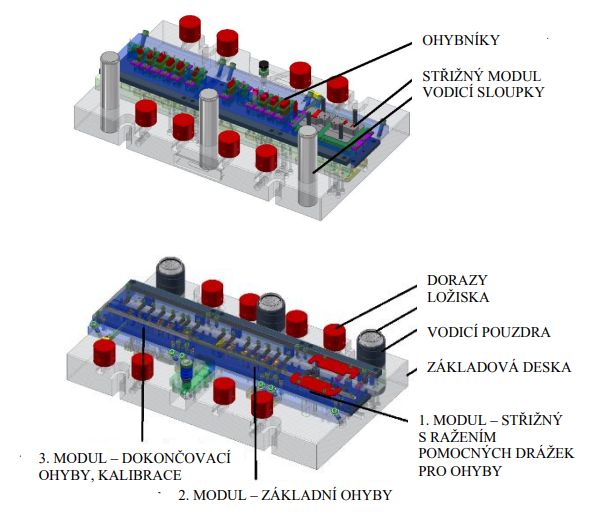 OHYBNÍKY
STŘIŽNÝ MODUL
VODICÍ SLOUPKY
DORAZY
LOŽISKA
VODICÍ POUZDRA
ZÁKLADOVÁ DESKA
1. MODUL – STŘIŽNÝ
S RAŽENÍM
POMOCNÝCH DRÁŽEK
PRO OHYBY
3. MODUL – DOKONČOVACÍ
OHYBY, KALIBRACE
2. MODUL – ZÁKLADNÍ OHYBY